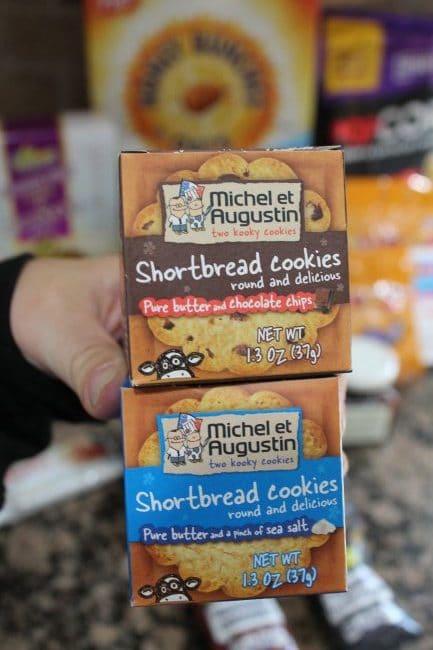 HONEY BUNCHES
Michel et
Augustin
two kooky cookies
Shortbread cookies
round and delicious
Pure butter and chocolate chips
NET WT
1.3 OZ (37g)
Michel et
Augustin
two kooky cookies
Shortbread cookies
round and delicious
Pure butter and a pinch of sea salt
NET WT
1.3 OZ (37g)